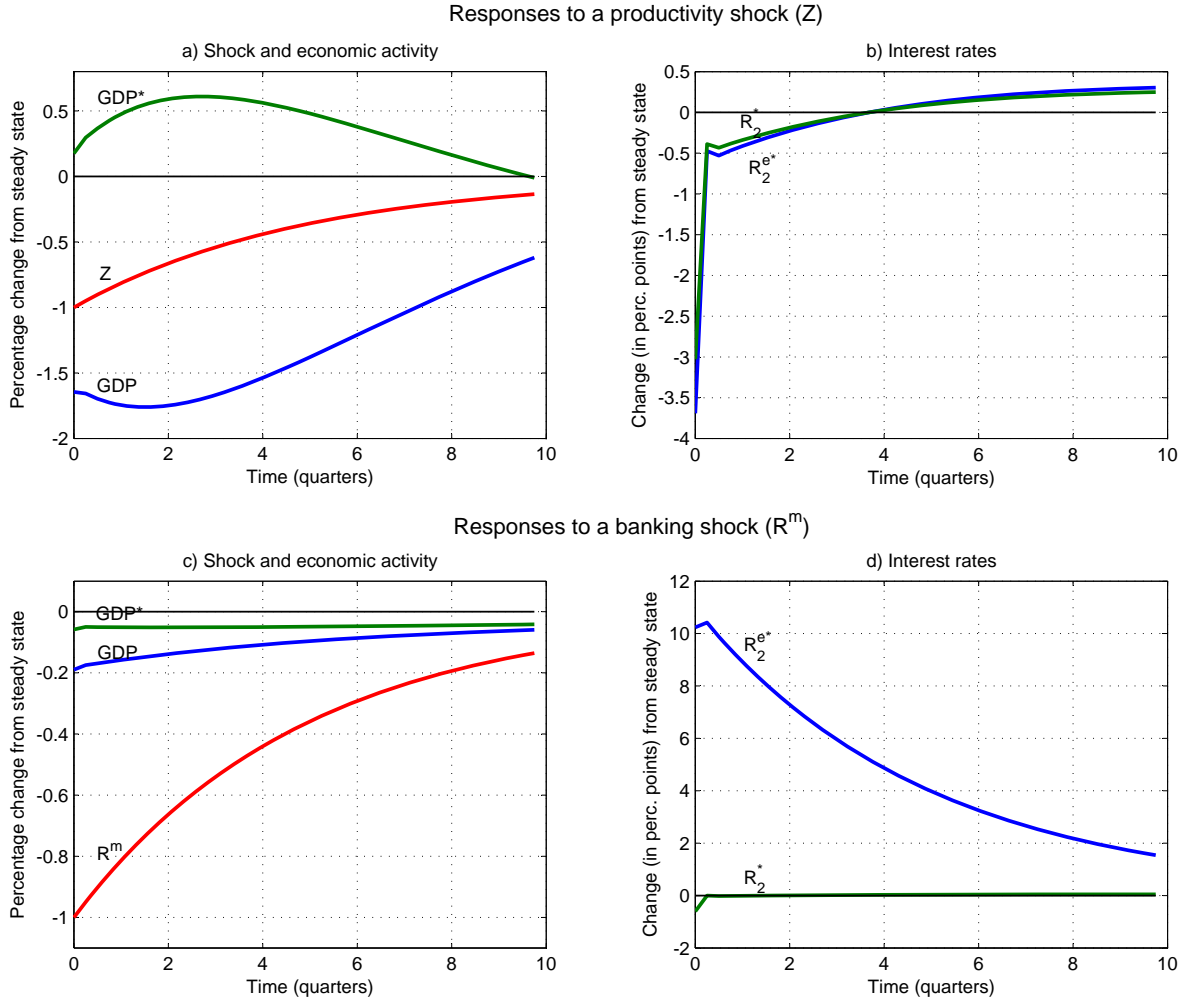 Responses to a productivity shock (Z)
a) Shock and economic activity
Percentage change from steady state
0.5
0
-0.5
-1
-1.5
-2
GDP*
Z
GDP
0 2 4 6 8 10
Time (quarters)
b) Interest rates
Change (in perc. points) from steady state
0.5
0
-0.5
-1
-1.5
-2
-2.5
-3
-3.5
-4
R₂*
R₂ᵉ*
0 2 4 6 8 10
Time (quarters)
Responses to a banking shock (Rᵐ)
c) Shock and economic activity
Percentage change from steady state
0
-0.2
-0.4
-0.6
-0.8
-1
GDP*
GDP
Rᵐ
0 2 4 6 8 10
Time (quarters)
d) Interest rates
Change (in perc. points) from steady state
12
10
8
6
4
2
0
-2
R₂ᵉ*
R₂*
0 2 4 6 8 10
Time (quarters)